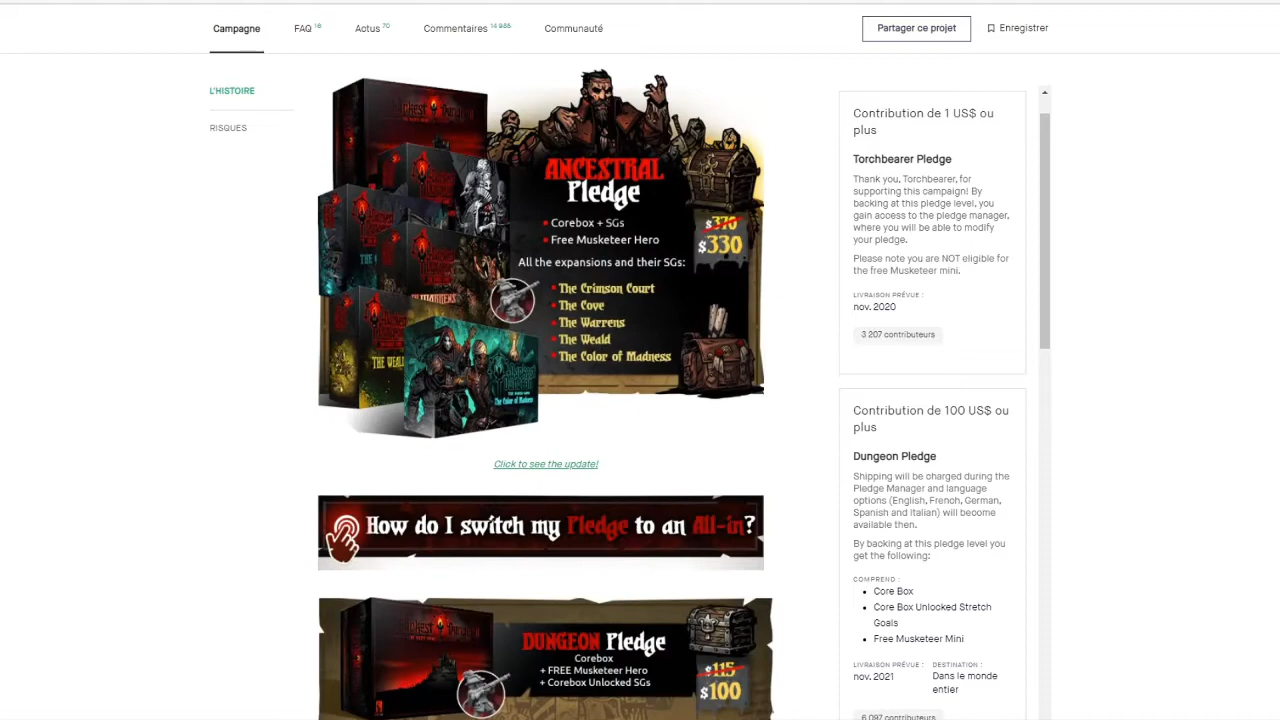 Campagne
FAQ 16
Actus 70
Commentaires 14 985
Communauté
Partager ce projet
Enregistrer
L'HISTOIRE
RISQUES
ANCESTRAL
Pledge
Corebox + SGs
Free Musketeer Hero
All the expansions and their SGs:
The Crimson Court
The Cove
The Warrens
The Weald
The Color of Madness
$370
$330
The Color of Madness
Click to see the update!
How do I switch my Pledge to an All-in?
DUNGEON Pledge
Corebox
+ FREE Musketeer Hero
+ Corebox Unlocked SGs
$115
$100
Contribution de 1 US$ ou
plus
Torchbearer Pledge
Thank you, Torchbearer, for
supporting this campaign! By
backing at this pledge level, you
gain access to the pledge manager,
where you will be able to modify
your pledge.
Please note you are NOT eligible for
the free Musketeer mini.
LIVRAISON PRÉVUE :
nov. 2020
3 207 contributeurs
Contribution de 100 US$ ou
plus
Dungeon Pledge
Shipping will be charged during the
Pledge Manager and language
options (English, French, German,
Spanish and Italian) will become
available then.
By backing at this pledge level you
get the following:
COMPREND :
Core Box
Core Box Unlocked Stretch
Goals
Free Musketeer Mini
LIVRAISON PRÉVUE :
nov. 2021
DESTINATION :
Dans le monde
entier
6 097 contributeurs